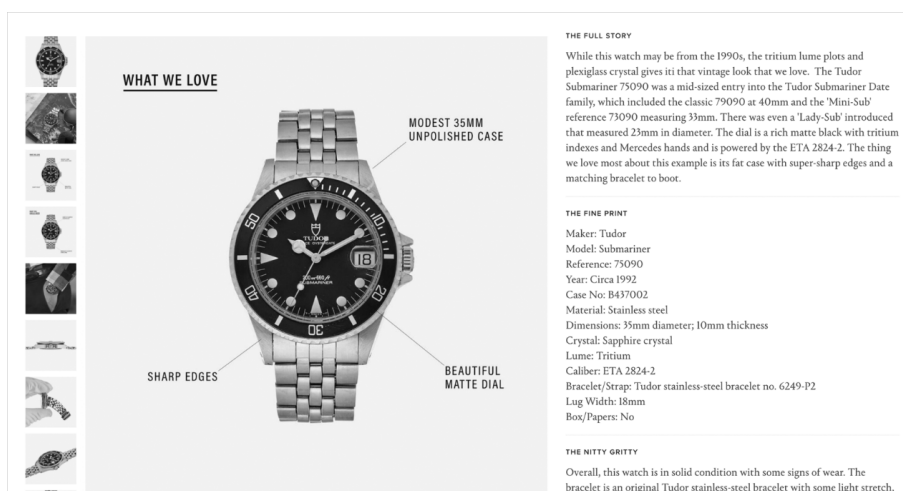 WHAT WE LOVE
MODEST 35MM
UNPOLISHED CASE
TUDOR
SUBMARINER
18
50
10
40
20
30
SHARP EDGES
BEAUTIFUL
MATTE DIAL
THE FULL STORY
While this watch may be from the 1990s, the tritium lume plots and
plexiglass crystal gives iti that vintage look that we love. The Tudor
Submariner 75090 was a mid-sized entry into the Tudor Submariner Date
family, which included the classic 79090 at 40mm and the 'Mini-Sub'
reference 73090 measuring 33mm. There was even a 'Lady-Sub' introduced
that measured 23mm in diameter. The dial is a rich matte black with tritium
indexes and Mercedes hands and is powered by the ETA 2824-2. The thing
we love most about this example is its fat case with super-sharp edges and a
matching bracelet to boot.
THE FINE PRINT
Maker: Tudor
Model: Submariner
Reference: 75090
Year: Circa 1992
Case No: B437002
Material: Stainless steel
Dimensions: 35mm diameter; 10mm thickness
Crystal: Sapphire crystal
Lume: Tritium
Caliber: ETA 2824-2
Bracelet/Strap: Tudor stainless-steel bracelet no. 6249-P2
Lug Width: 18mm
Box/Papers: No
THE NITTY GRITTY
Overall, this watch is in solid condition with some signs of wear. The
bracelet is an original Tudor stainless-steel bracelet with some light stretch.